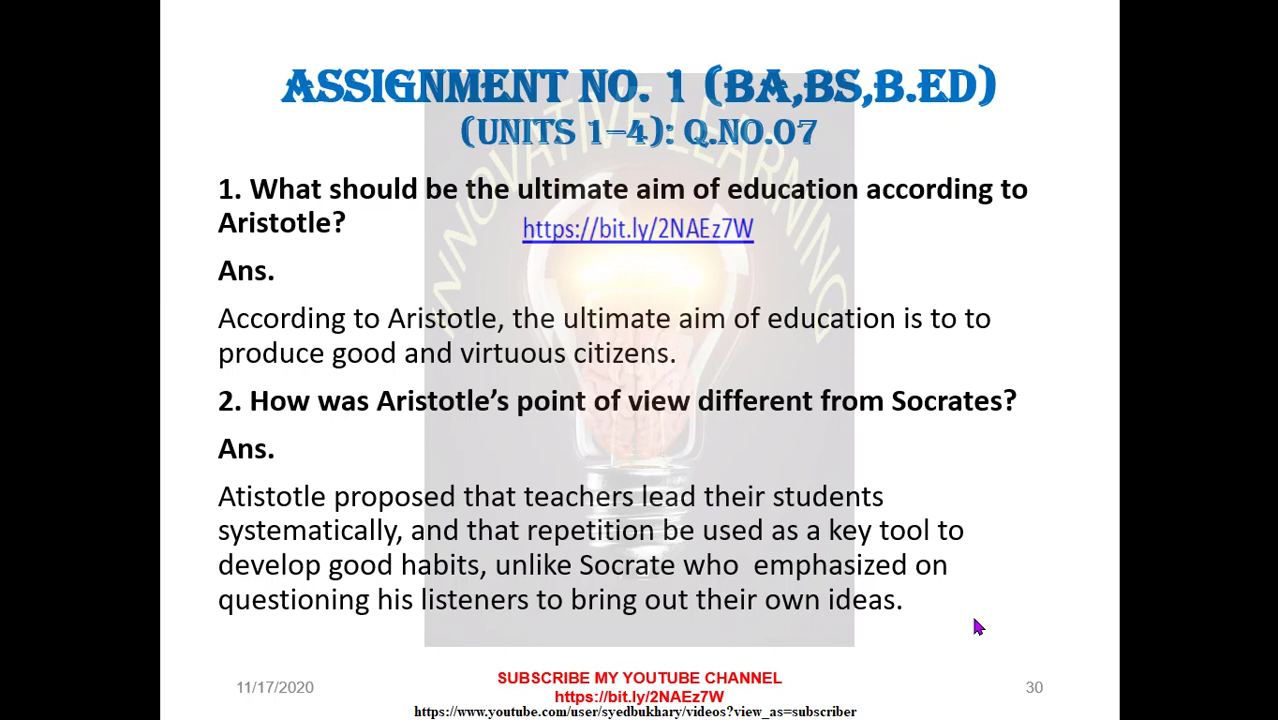 ASSIGNMENT NO. 1 (BA,BS,B.ED)
(UNITS 1–4): Q.NO.07
INNOVATIVE LEARNING
1. What should be the ultimate aim of education according to
Aristotle?
https://bit.ly/2NAEz7W
Ans.
According to Aristotle, the ultimate aim of education is to to
produce good and virtuous citizens.
2. How was Aristotle’s point of view different from Socrates?
Ans.
Atistotle proposed that teachers lead their students
systematically, and that repetition be used as a key tool to
develop good habits, unlike Socrate who  emphasized on
questioning his listeners to bring out their own ideas.
11/17/2020
SUBSCRIBE MY YOUTUBE CHANNEL
https://bit.ly/2NAEz7W
30
https://www.youtube.com/user/syedbukhary/videos?view_as=subscriber